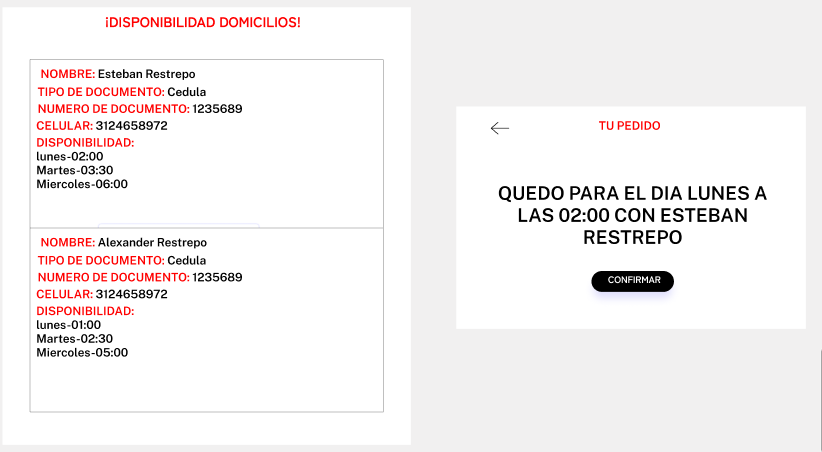 ¡DISPONIBILIDAD DOMICILIOS!
NOMBRE: Esteban Restrepo
TIPO DE DOCUMENTO: Cedula
NUMERO DE DOCUMENTO: 1235689
CELULAR: 3124658972
DISPONIBILIDAD:
lunes-02:00
Martes-03:30
Miercoles-06:00
NOMBRE: Alexander Restrepo
TIPO DE DOCUMENTO: Cedula
NUMERO DE DOCUMENTO: 1235689
CELULAR: 3124658972
DISPONIBILIDAD:
lunes-01:00
Martes-02:30
Miercoles-05:00
TU PEDIDO
QUEDO PARA EL DIA LUNES A
LAS 02:00 CON ESTEBAN
RESTREPO
CONFIRMAR